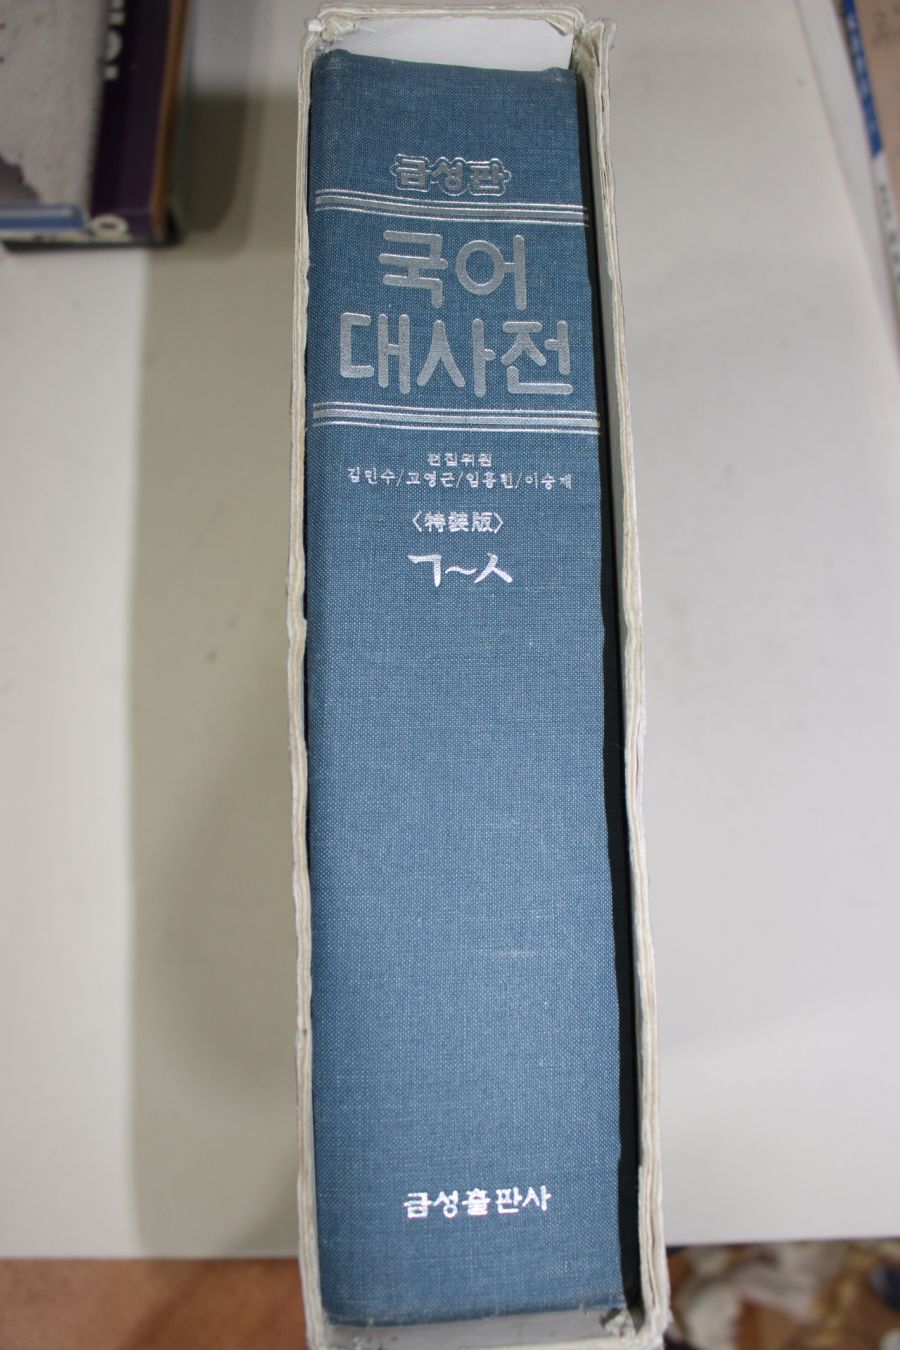 금성판
국어
대사전
편집위원
김민수/고영근/임홍빈/이승재
〈特裝版〉
ㄱ~ㅅ
금성출판사